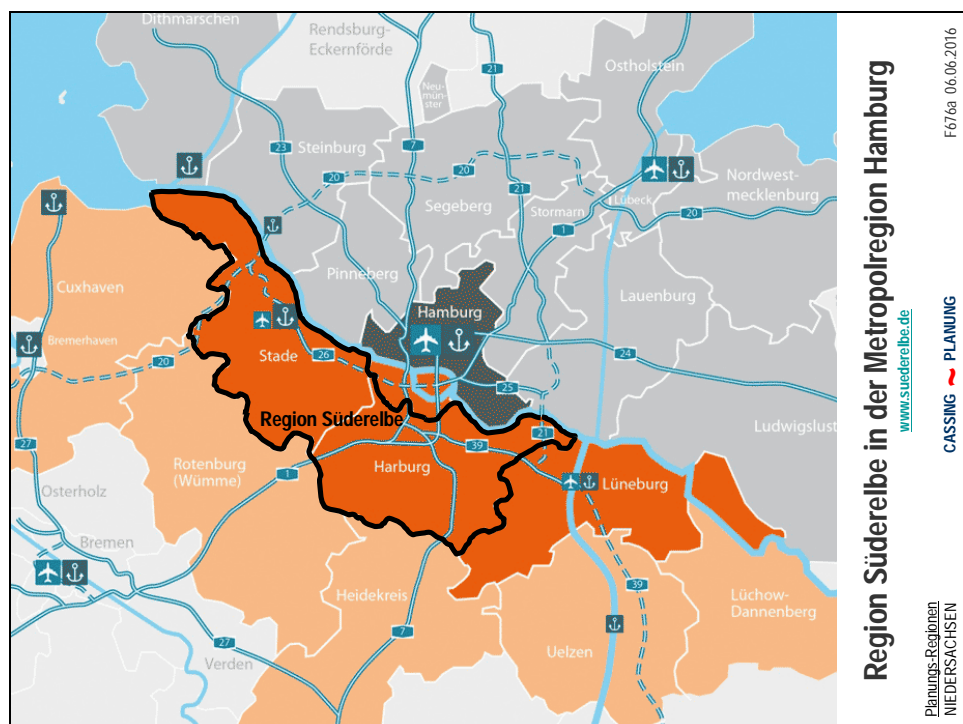 Dithmarschen
Rendsburg-
Eckernförde
Ostholstein
21
Neu-
mün-
ster
7
23
Steinburg
20
20
21
Nordwest-
mecklenburg
Lübeck
20
Segeberg
Stormarn
1
20
Pinneberg
Cuxhaven
Hamburg
Lauenburg
Bremerhaven
Stade
26
20
24
25
Region Süderelbe
Ludwigslust
21
39
27
Rotenburg
(Wümme)
1
Harburg
Lüneburg
Osterholz
Bremen
39
Heidekreis
Lüchow-
Dannenberg
7
27
Uelzen
Verden
Region Süderelbe in der Metropolregion Hamburg
www.suederelbe.de
Planungs-Regionen
NIEDERSACHSEN
CASSING ~ PLANUNG
F676a 06.06.2016